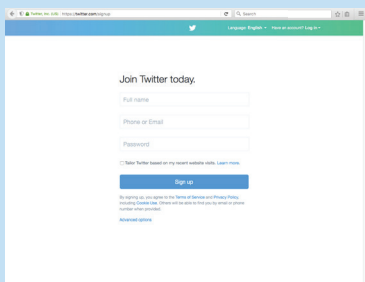 Twitter, Inc. (US) https://twitter.com/signup Search
Language: English Have an account? Log in
Join Twitter today.
Full name
Phone or Email
Password
Tailor Twitter based on my recent website visits. Learn more.
Sign up
By signing up, you agree to the Terms of Service and Privacy Policy,
including Cookie Use. Others will be able to find you by email or phone
number when provided.
Advanced options